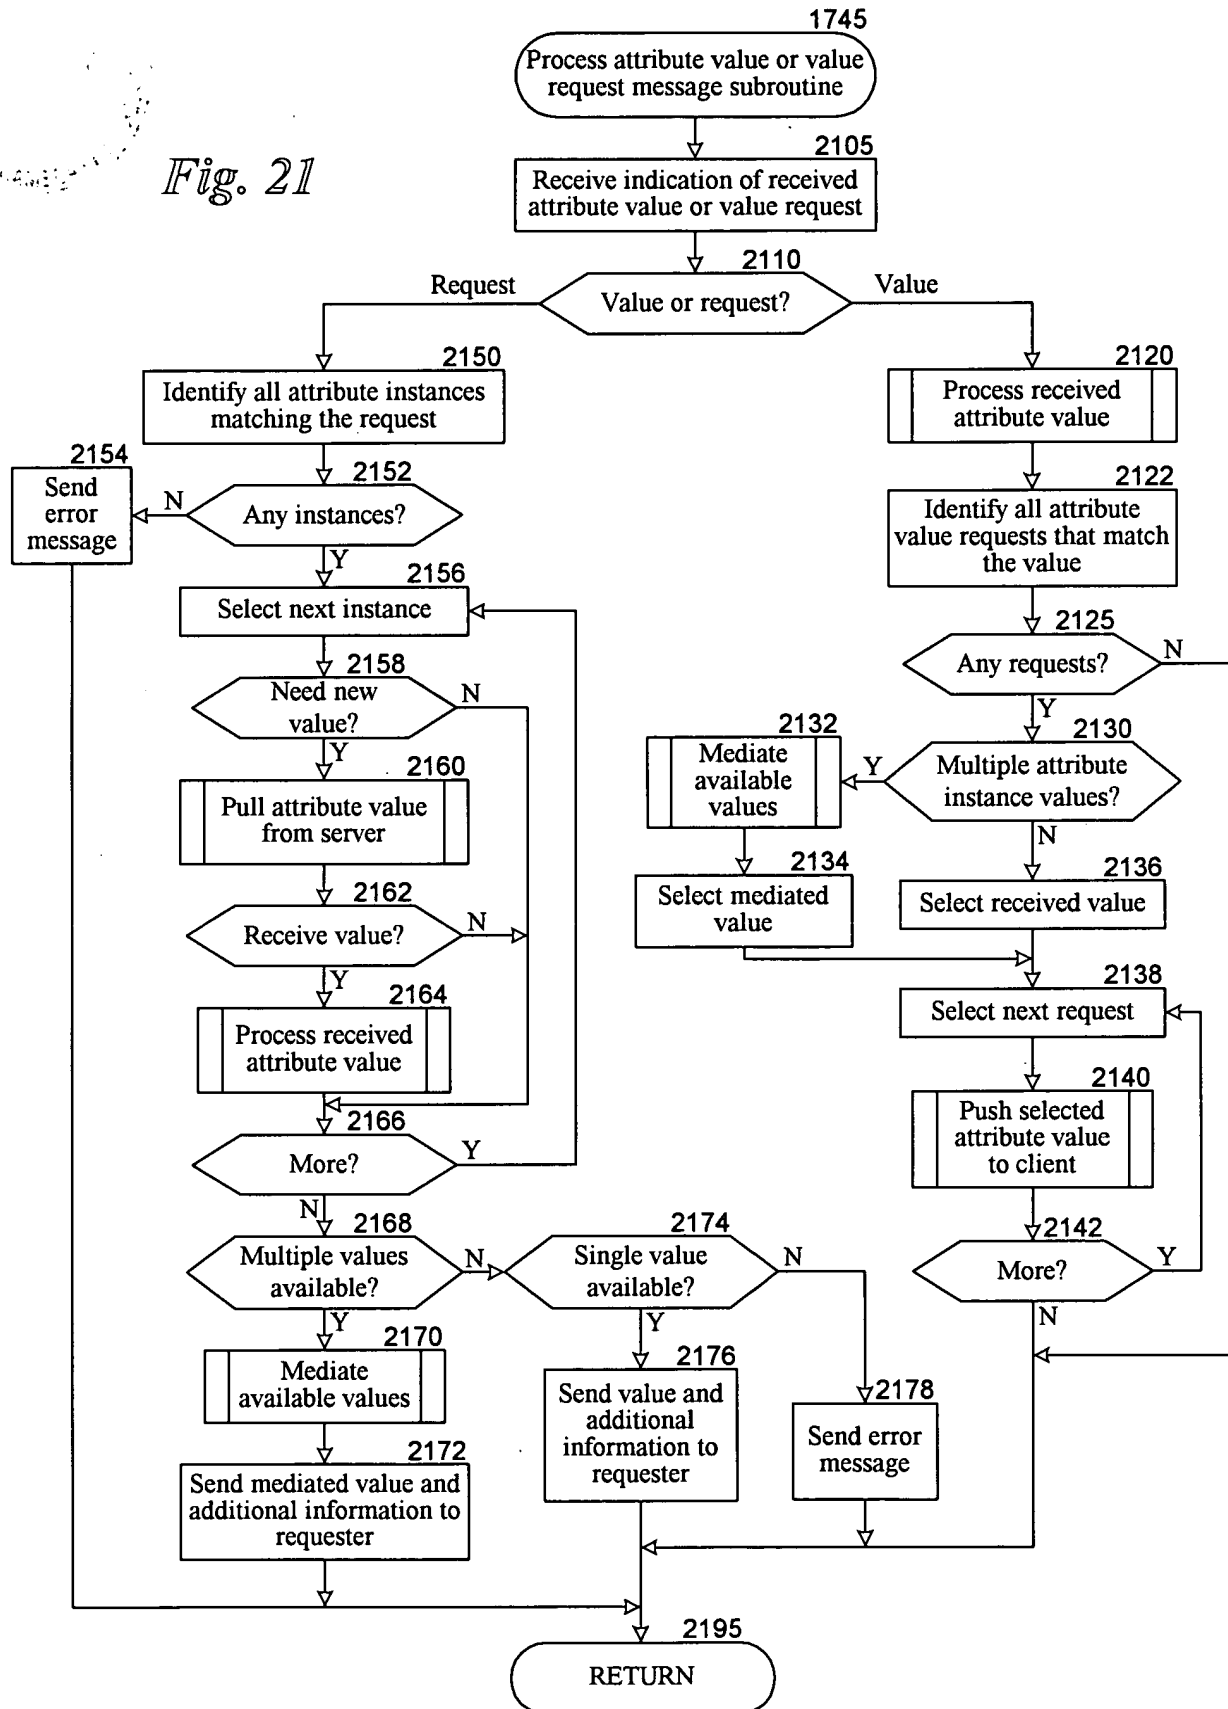 1745
Process attribute value or value
request message subroutine
Fig. 21
2105
Receive indication of received
attribute value or value request
2110
Value or request?
Request
Value
2150
Identify all attribute instances
matching the request
2152
Any instances?
N
Y
2154
Send
error
message
2156
Select next instance
2158
Need new
value?
N
Y
2160
Pull attribute value
from server
2162
Receive value?
N
Y
2164
Process received
attribute value
2166
More?
Y
N
2168
Multiple values
available?
N
Y
2170
Mediate
available values
2172
Send mediated value and
additional information to
requester
2174
Single value
available?
N
Y
2176
Send value and
additional
information to
requester
2178
Send error
message
2120
Process received
attribute value
2122
Identify all attribute
value requests that match
the value
2125
Any requests?
N
Y
2130
Multiple attribute
instance values?
Y
N
2132
Mediate
available
values
2134
Select mediated
value
2136
Select received value
2138
Select next request
2140
Push selected
attribute value
to client
2142
More?
Y
N
2195
RETURN